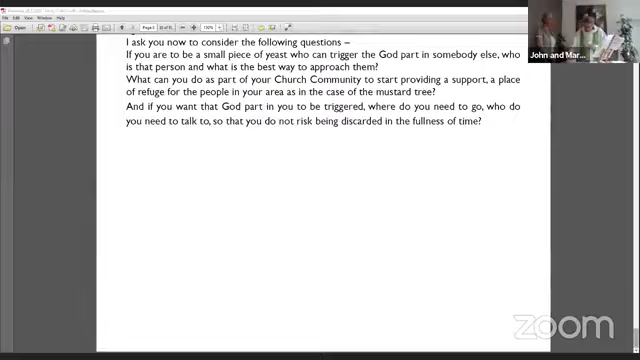 Open
I ask you now to consider the following questions –
If you are to be a small piece of yeast who can trigger the God part in somebody else, who
is that person and what is the best way to approach them?
What can you do as part of your Church Community to start providing a support, a place
of refuge for the people in your area as in the case of the mustard tree?
And if you want that God part in you to be triggered, where do you need to go, who do
you need to talk to, so that you do not risk being discarded in the fullness of time?
John and Mar...
zoom